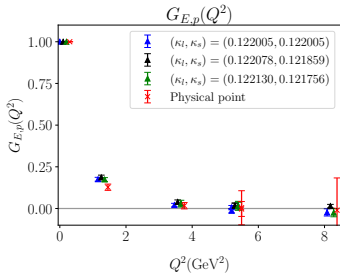 G_{E,p}(Q^2)
(κ_l, κ_s) = (0.122005, 0.122005)
(κ_l, κ_s) = (0.122078, 0.121859)
(κ_l, κ_s) = (0.122130, 0.121756)
Physical point
G_{E,p}(Q^2)
1.00
0.75
0.50
0.25
0.00
0 2 4 6 8
Q^2(GeV^2)